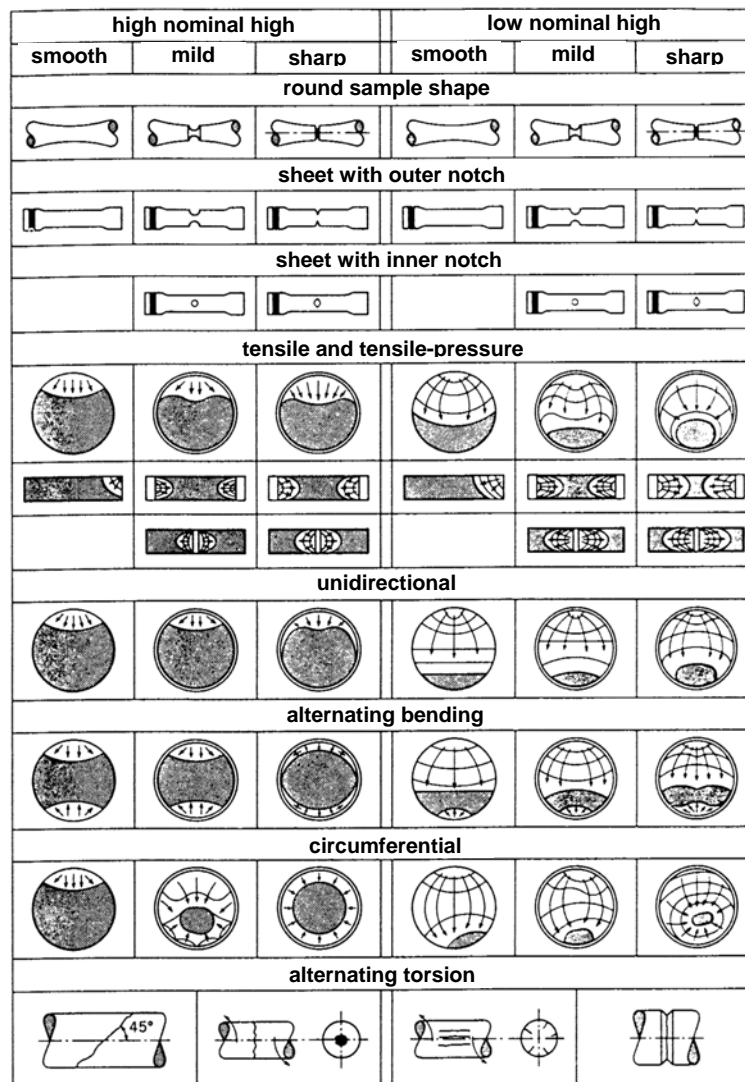 high nominal high low nominal high
smooth mild sharp smooth mild sharp
round sample shape
sheet with outer notch
sheet with inner notch
tensile and tensile-pressure
unidirectional
alternating bending
circumferential
alternating torsion
45°